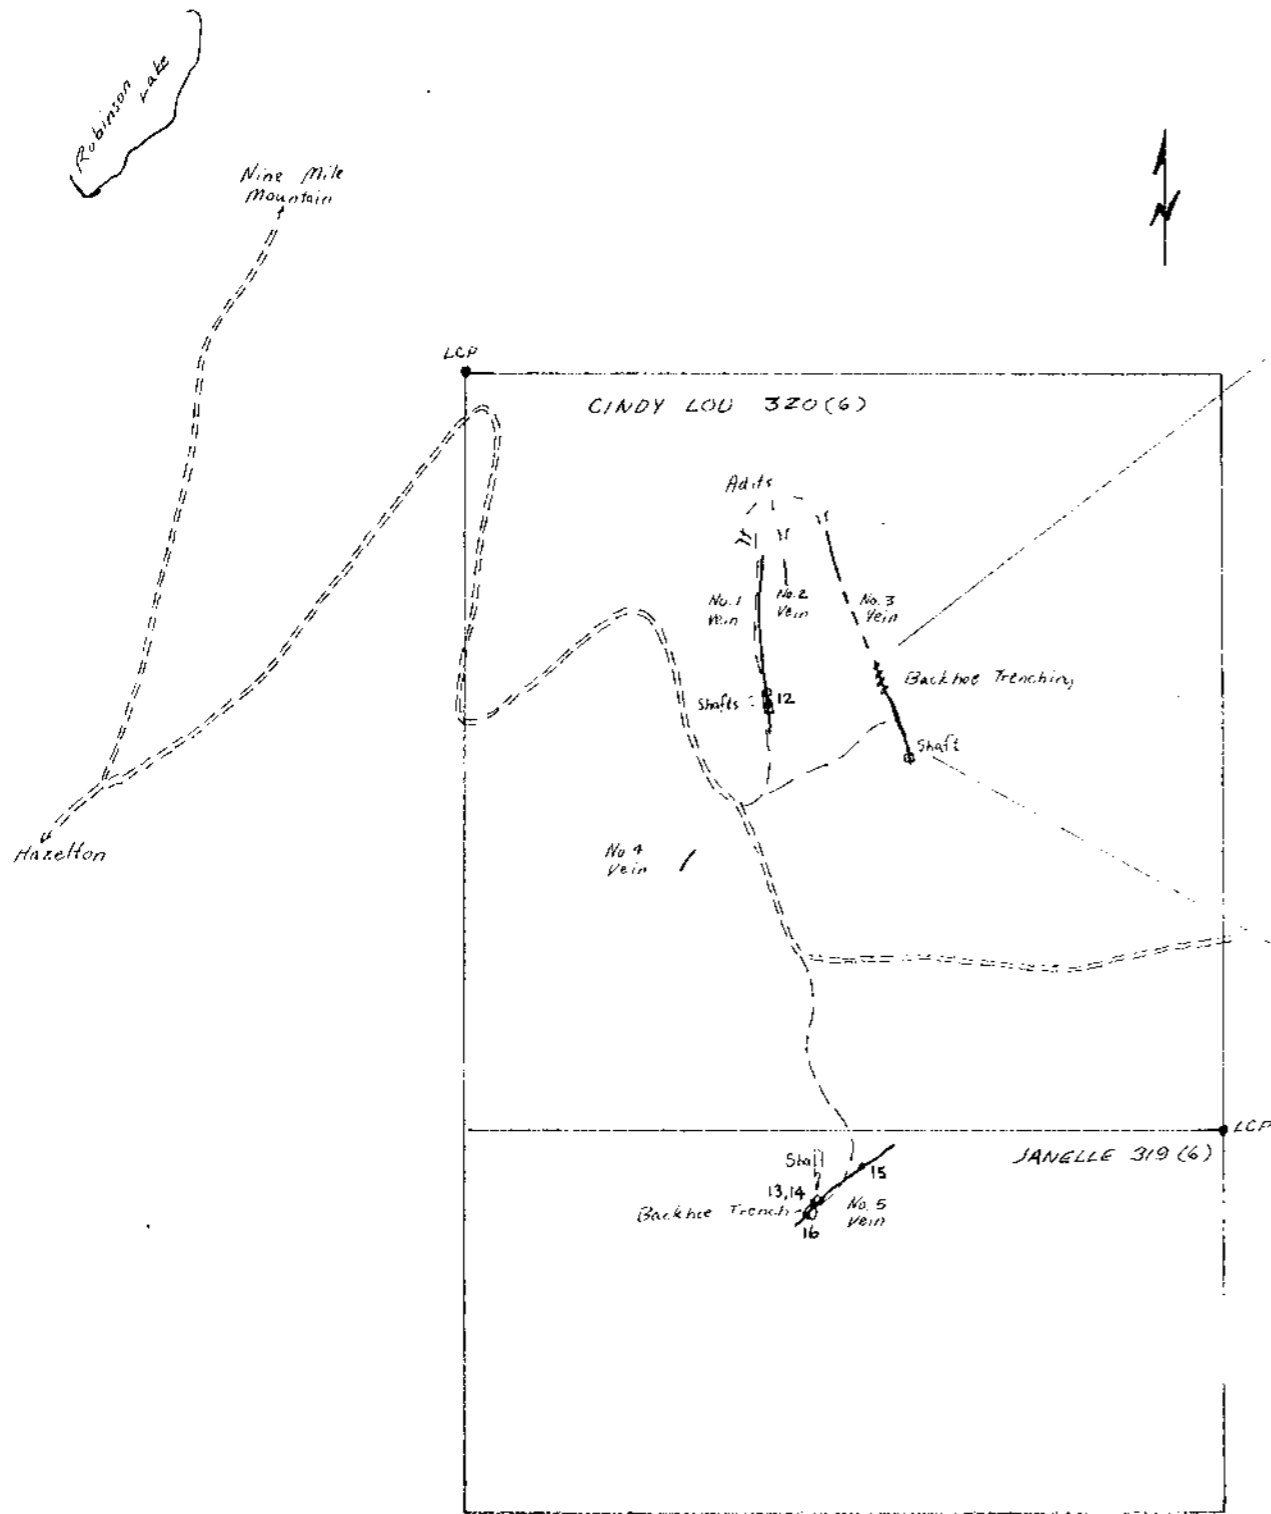 Robinson
Lake
Nine Mile
Mountain
N
LCP
CINDY LOU 320(6)
Adits
No. 1
Vein
No. 2
Vein
No. 3
Vein
Backhoe Trenching
Shafts
12
Shaft
Hazelton
No 4
Vein
LCP
JANELLE 319(6)
Shaft
15
13,14
Backhoe Trench
No. 5
Vein
16